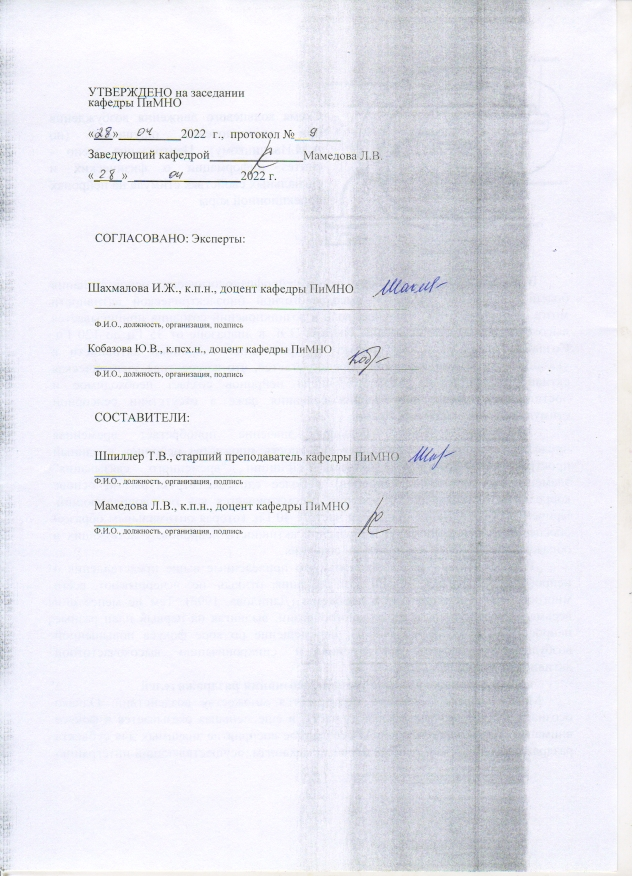 УТВЕРЖДЕНО на заседании
кафедры ПиМНО
«28» 04 2022 г., протокол № 9
Заведующий кафедрой Мамедова Л.В.
«28» 04 2022 г.
СОГЛАСОВАНО: Эксперты:
Шахмалова И.Ж., к.п.н., доцент кафедры ПиМНО
Ф.И.О., должность, организация, подпись
Кобазова Ю.В., к.псх.н., доцент кафедры ПиМНО
Ф.И.О., должность, организация, подпись
СОСТАВИТЕЛИ:
Шпиллер Т.В., старший преподаватель кафедры ПиМНО
Ф.И.О., должность, организация, подпись
Мамедова Л.В., к.п.н., доцент кафедры ПиМНО
Ф.И.О., должность, организация, подпись